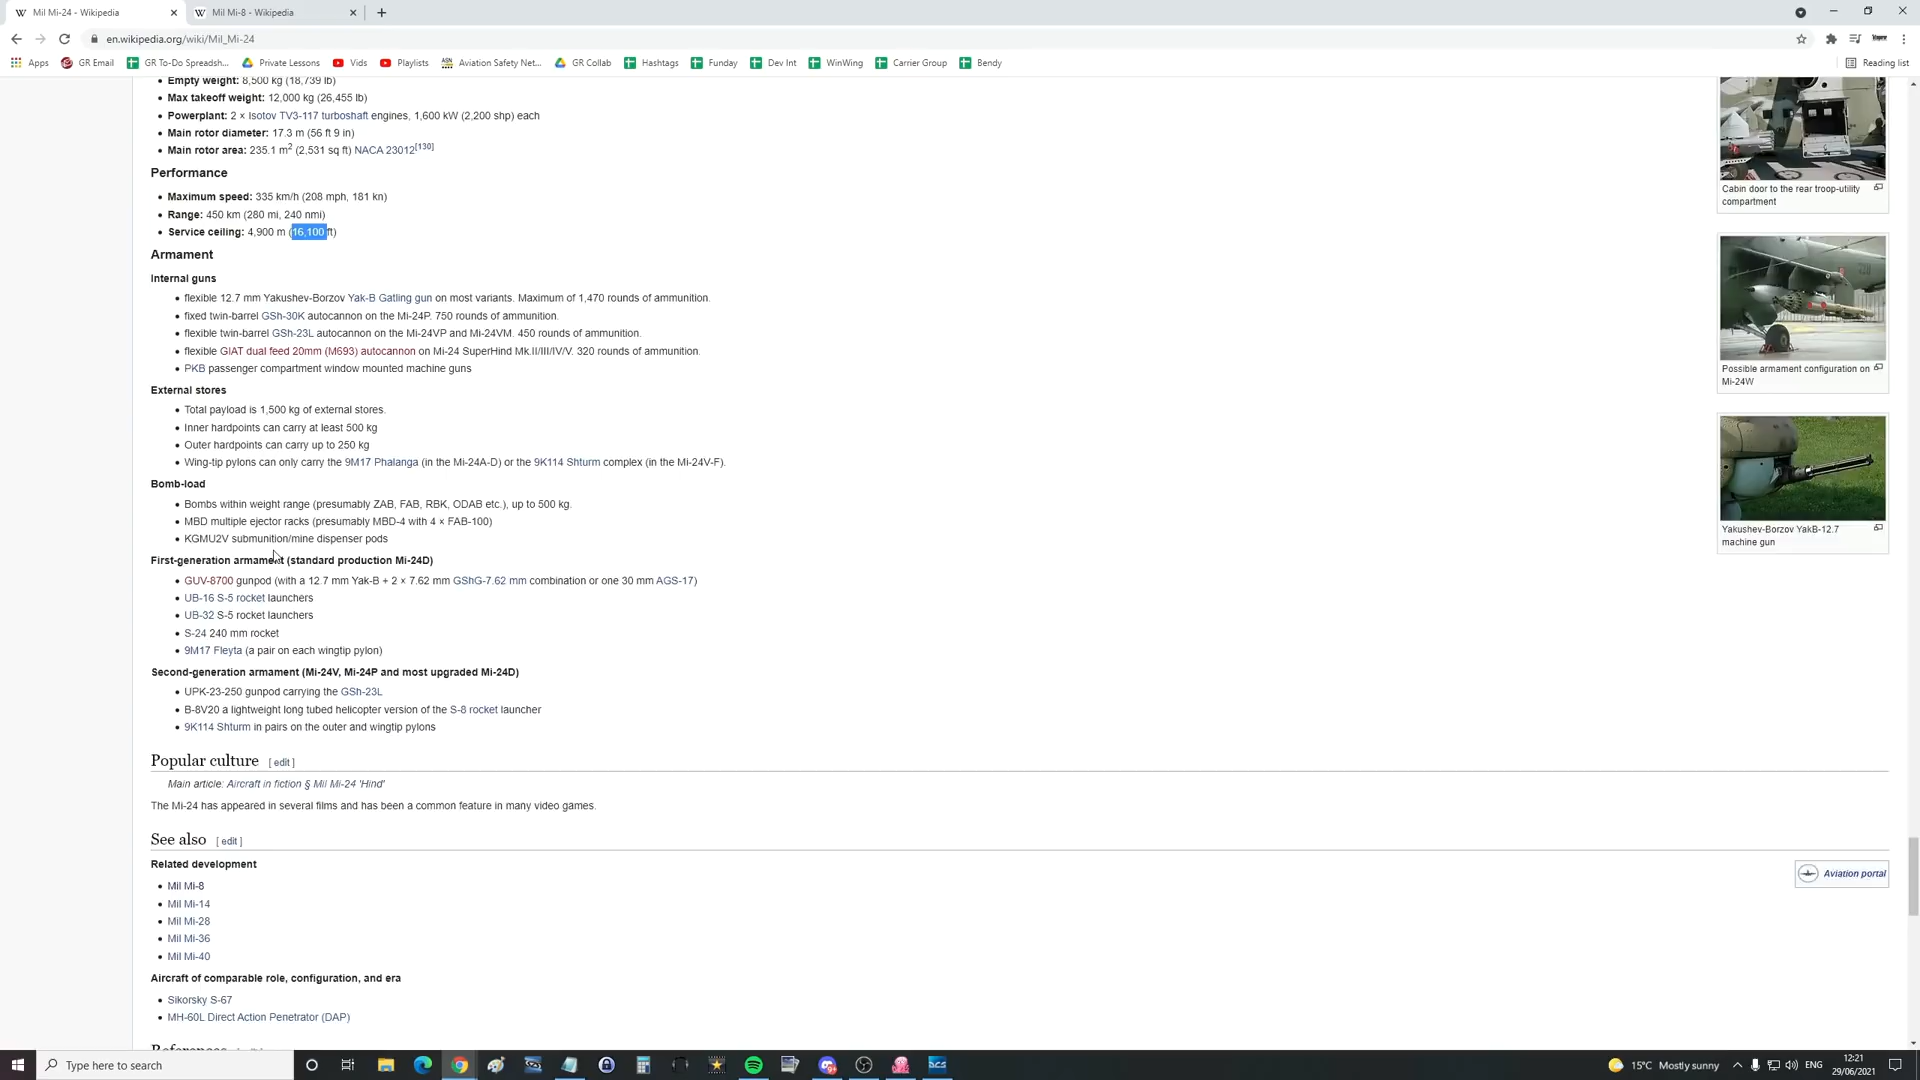 Mil Mi-24 - Wikipedia
Mil Mi-8 - Wikipedia
en.wikipedia.org/wiki/Mil_Mi-24
Apps
GR Email
GR To-Do Spreadsh...
Private Lessons
Vids
Playlists
Aviation Safety Net...
GR Collab
Hashtags
Funday
Dev Int
WinWing
Carrier Group
Bendy
Reading list
Empty weight: 8,500 kg (18,739 lb)
Max takeoff weight: 12,000 kg (26,455 lb)
Powerplant: 2 × Isotov TV3-117 turboshaft engines, 1,600 kW (2,200 shp) each
Main rotor diameter: 17.3 m (56 ft 9 in)
Main rotor area: 235.1 m2 (2,531 sq ft) NACA 23012[130]
Performance
Maximum speed: 335 km/h (208 mph, 181 kn)
Range: 450 km (280 mi, 240 nmi)
Service ceiling: 4,900 m (16,100 ft)
Armament
Internal guns
flexible 12.7 mm Yakushev-Borzov Yak-B Gatling gun on most variants. Maximum of 1,470 rounds of ammunition.
fixed twin-barrel GSh-30K autocannon on the Mi-24P. 750 rounds of ammunition.
flexible twin-barrel GSh-23L autocannon on the Mi-24VP and Mi-24VM. 450 rounds of ammunition.
flexible GIAT dual feed 20mm (M693) autocannon on Mi-24 SuperHind Mk.II/III/IV/V. 320 rounds of ammunition.
PKB passenger compartment window mounted machine guns
External stores
Total payload is 1,500 kg of external stores.
Inner hardpoints can carry at least 500 kg
Outer hardpoints can carry up to 250 kg
Wing-tip pylons can only carry the 9M17 Phalanga (in the Mi-24A-D) or the 9K114 Shturm complex (in the Mi-24V-F).
Bomb-load
Bombs within weight range (presumably ZAB, FAB, RBK, ODAB etc.), up to 500 kg.
MBD multiple ejector racks (presumably MBD-4 with 4 × FAB-100)
KGMU2V submunition/mine dispenser pods
First-generation armament (standard production Mi-24D)
GUV-8700 gunpod (with a 12.7 mm Yak-B + 2 × 7.62 mm GShG-7.62 mm combination or one 30 mm AGS-17)
UB-16 S-5 rocket launchers
UB-32 S-5 rocket launchers
S-24 240 mm rocket
9M17 Fleyta (a pair on each wingtip pylon)
Second-generation armament (Mi-24V, Mi-24P and most upgraded Mi-24D)
UPK-23-250 gunpod carrying the GSh-23L
B-8V20 a lightweight long tubed helicopter version of the S-8 rocket launcher
9K114 Shturm in pairs on the outer and wingtip pylons
Cabin door to the rear troop-utility
compartment
Possible armament configuration on
Mi-24W
Yakushev-Borzov YakB-12.7
machine gun
Popular culture [ edit ]
Main article: Aircraft in fiction § Mil Mi-24 'Hind'
The Mi-24 has appeared in several films and has been a common feature in many video games.
See also [ edit ]
Related development
Mil Mi-8
Mil Mi-14
Mil Mi-28
Mil Mi-36
Mil Mi-40
Aviation portal
Aircraft of comparable role, configuration, and era
Sikorsky S-67
MH-60L Direct Action Penetrator (DAP)
Type here to search
15°C Mostly sunny
ENG
12:21
29/06/2021